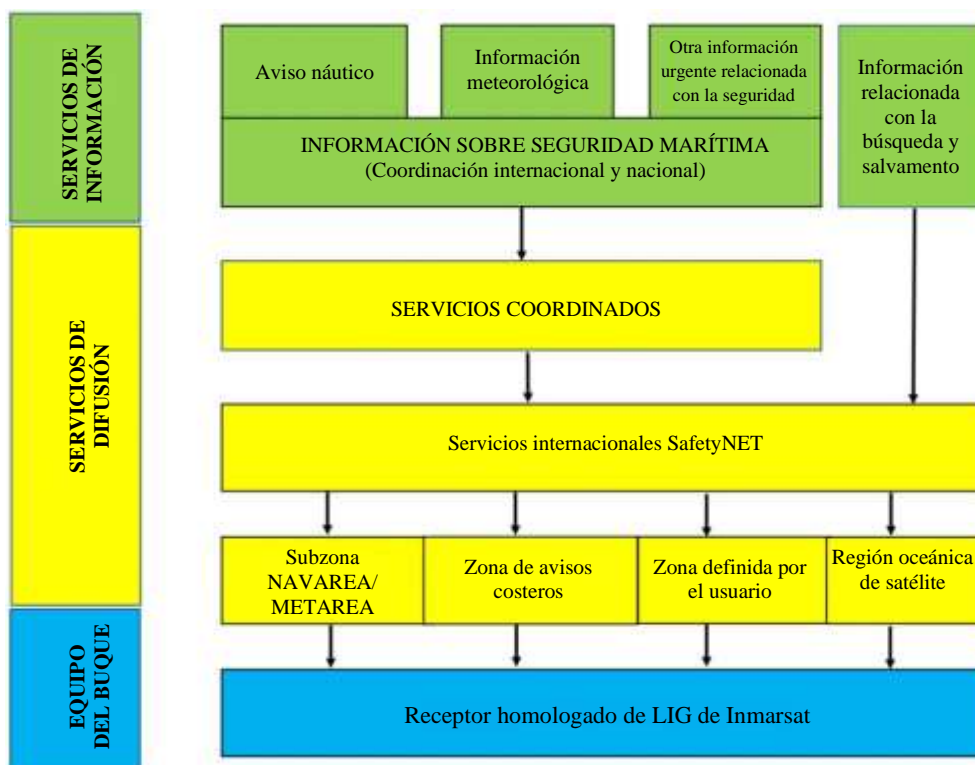 SERVICIOS DE
INFORMACIÓN
Aviso náutico
Información
meteorológica
Otra información
urgente relacionada
con la seguridad
Información
relacionada
con la
búsqueda y
salvamento
INFORMACIÓN SOBRE SEGURIDAD MARÍTIMA
(Coordinación internacional y nacional)
SERVICIOS DE
DIFUSIÓN
SERVICIOS COORDINADOS
Servicios internacionales SafetyNET
Subzona
NAVAREA/
METAREA
Zona de avisos
costeros
Zona definida por
el usuario
Región oceánica
de satélite
EQUIPO
DEL BUQUE
Receptor homologado de LIG de Inmarsat